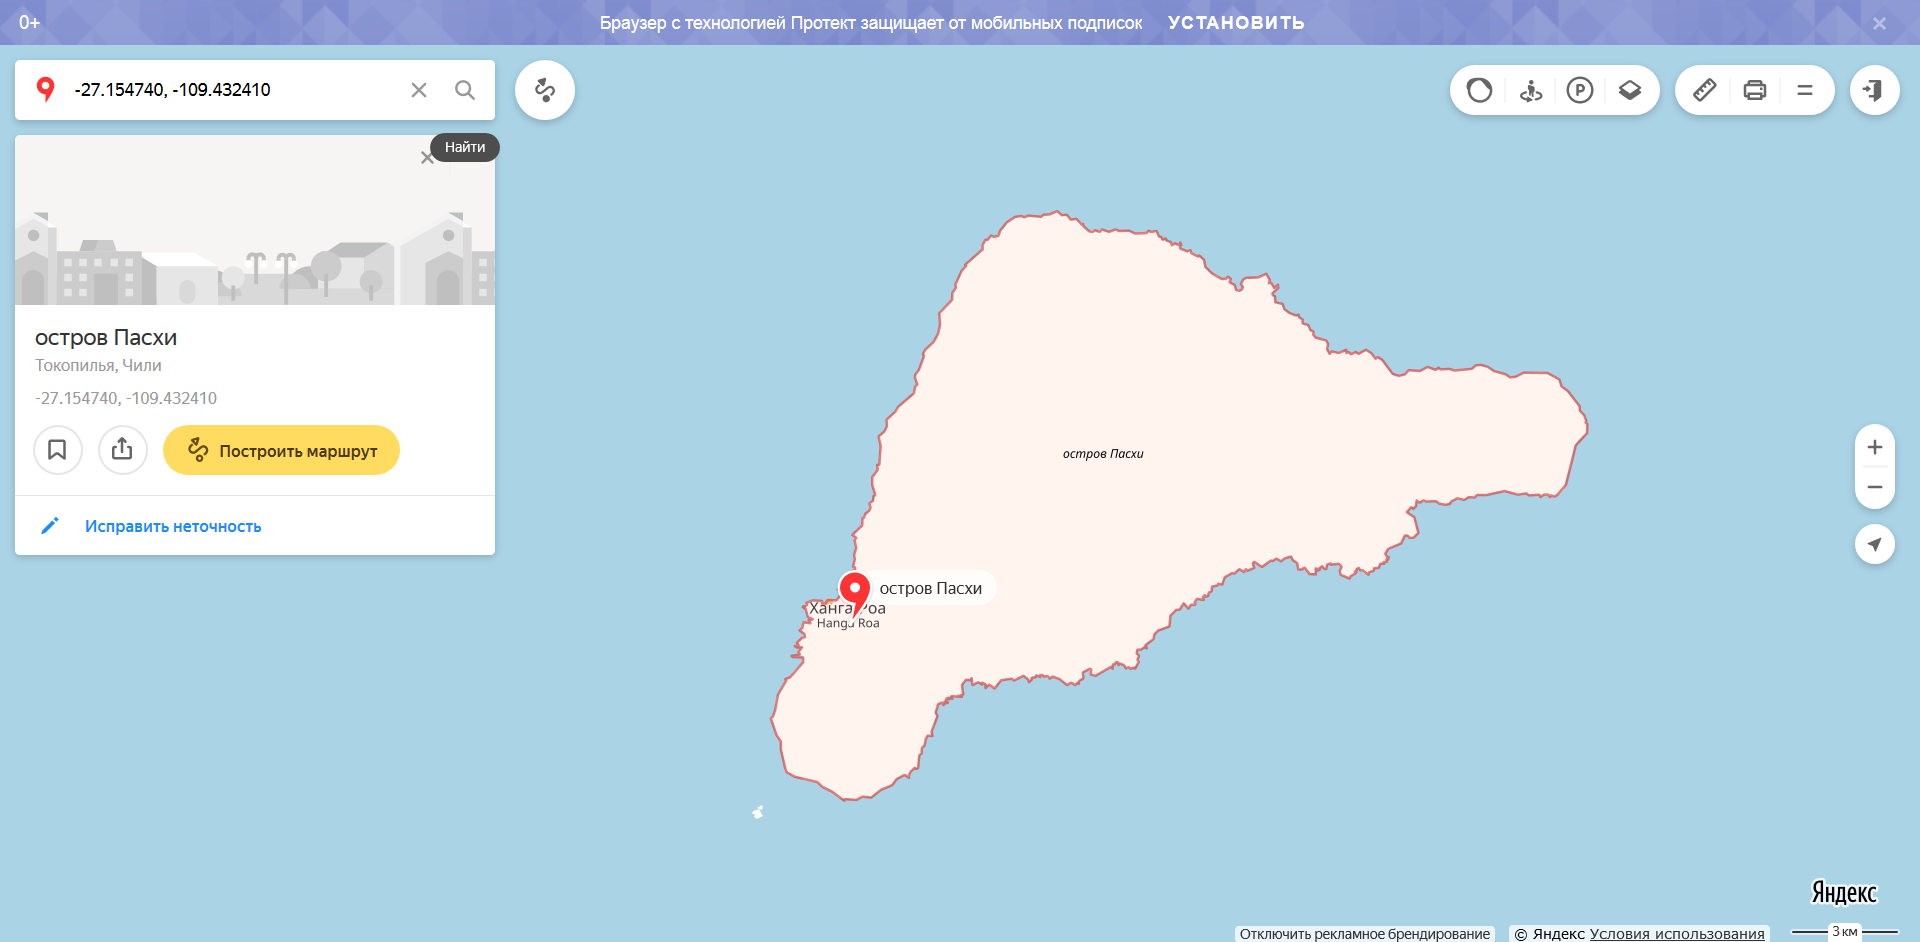 0+
Браузер с технологией Протект защищает от мобильных подписок
УСТАНОВИТЬ
-27.154740, -109.432410
Найти
остров Пасхи
Токопилья, Чили
-27.154740, -109.432410
Построить маршрут
Исправить неточность
P
остров Пасхи
остров Пасхи
Ханга Роа
Hanga Roa
Яндекс
Отключить рекламное брендирование
© Яндекс Условия использования
3 км